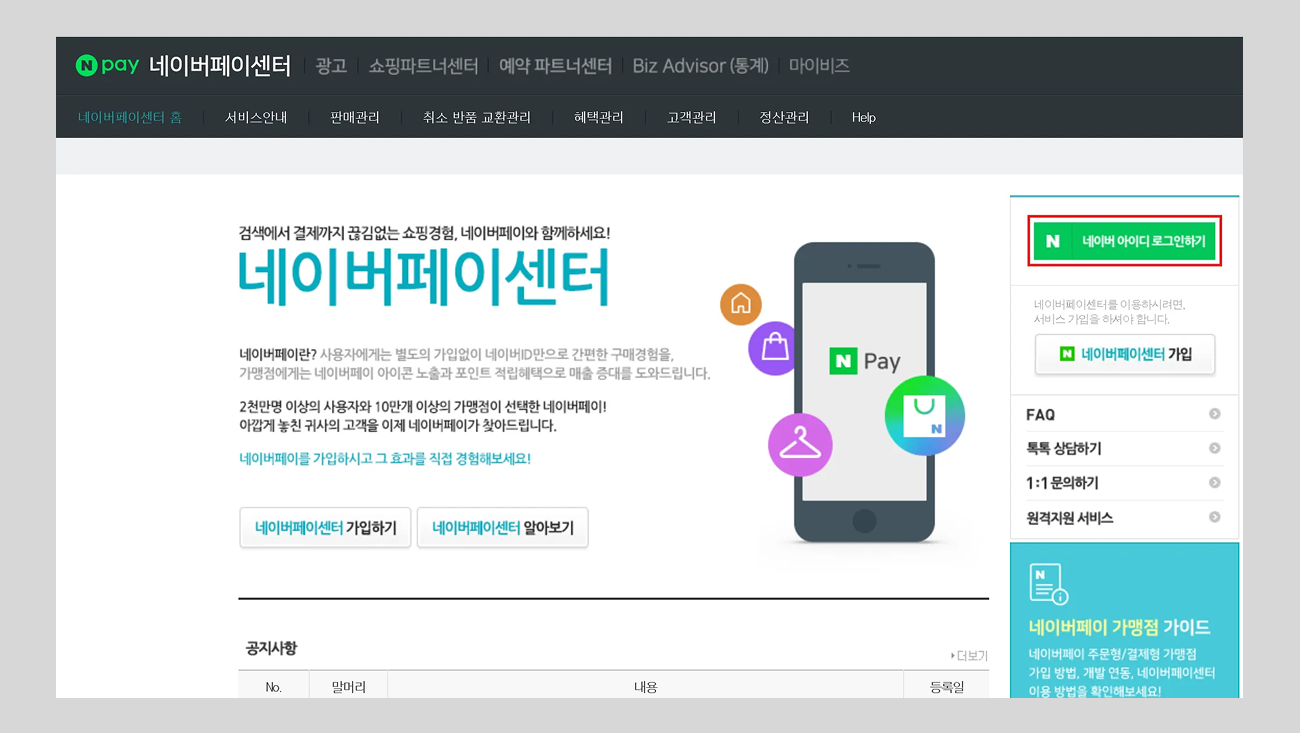 N pay 네이버페이센터 광고 쇼핑파트너센터 예약 파트너센터 Biz Advisor (통계) 마이비즈
네이버페이센터 홈 서비스안내 판매관리 취소 반품 교환관리 혜택관리 고객관리 정산관리 Help
검색에서 결제까지 끊김없는 쇼핑경험, 네이버페이와 함께하세요!
네이버페이센터
네이버페이란? 사용자에게는 별도의 가입없이 네이버ID만으로 간편한 구매경험을,
가맹점에게는 네이버페이 아이콘 노출과 포인트 적립혜택으로 매출 증대를 도와드립니다.
2천만명 이상의 사용자와 10만개 이상의 가맹점이 선택한 네이버페이!
아깝게 놓친 귀사의 고객을 이제 네이버페이가 찾아드립니다.
네이버페이를 가입하시고 그 효과를 직접 경험해보세요!
네이버페이센터 가입하기 네이버페이센터 알아보기
N Pay
N
공지사항
더보기
No. 말머리 내용 등록일
N 네이버 아이디 로그인하기
네이버페이센터를 이용하시려면,
서비스 가입을 하셔야 합니다.
N 네이버페이센터 가입
FAQ
톡톡 상담하기
1:1문의하기
원격지원 서비스
N
네이버페이 가맹점 가이드
네이버페이 주문형/결제형 가맹점
가입 방법, 개발 연동, 네이버페이센터
이용 방법을 확인해보세요!